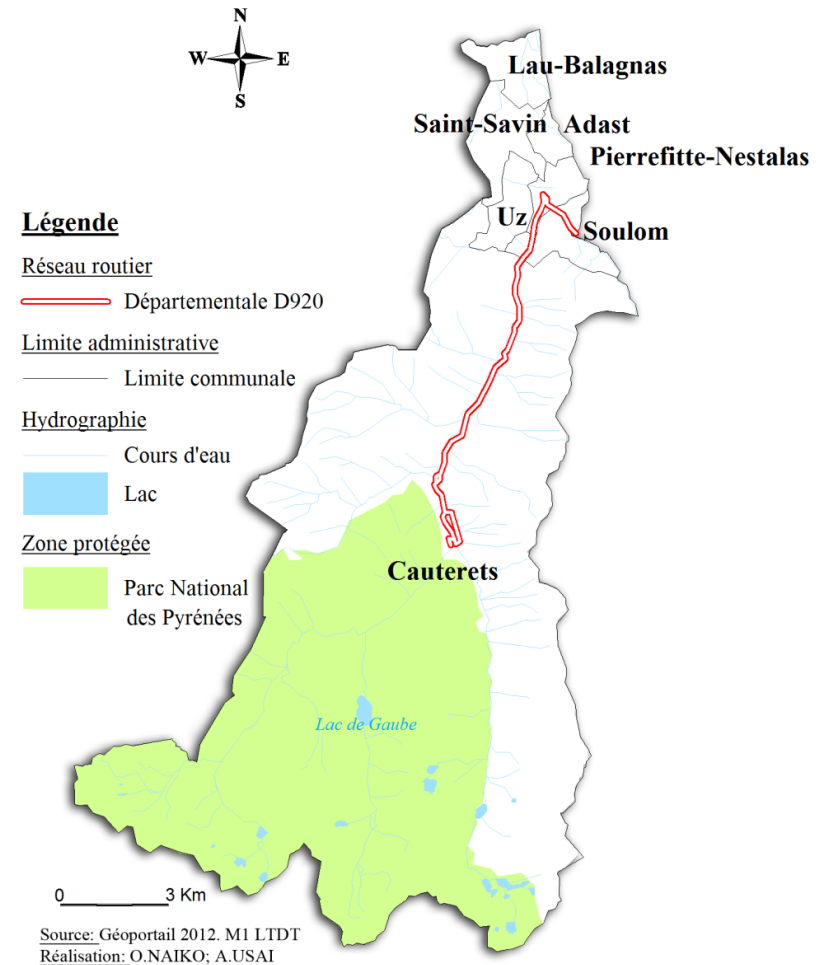 N
W E
S
Lau-Balagnas
Saint-Savin Adast
Pierrefitte-Nestalas
Uz
Soulom
Légende
Réseau routier
Départementale D920
Limite administrative
Limite communale
Hydrographie
Cours d'eau
Lac
Zone protégée
Parc National
des Pyrénées
Cauterets
Lac de Gaube
0 3 Km
Source: Géoportail 2012. M1 LTDT
Réalisation: O.NAIKO; A.USAI